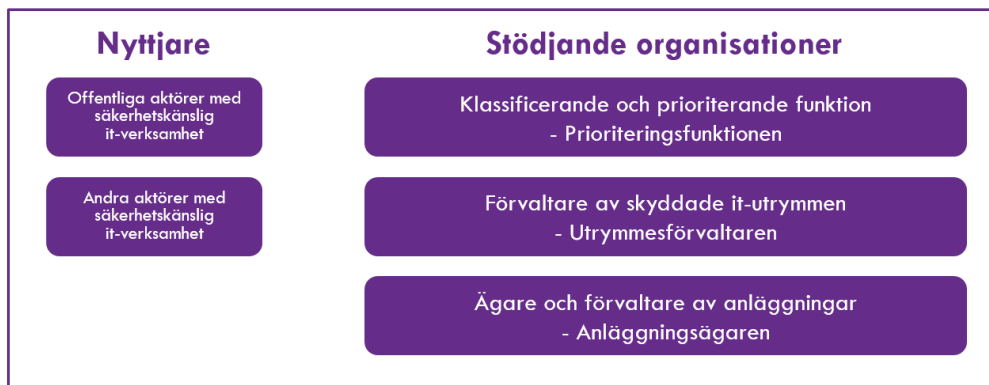 Nyttjare
Offentliga aktörer med
säkerhetskänslig
it-verksamhet
Andra aktörer med
säkerhetskänslig
it-verksamhet
Stödjande organisationer
Klassificerande och prioriterande funktion
- Prioriteringsfunktionen
Förvaltare av skyddade it-utrymmen
- Utrymmesförvaltaren
Ägare och förvaltare av anläggningar
- Anläggningsägaren